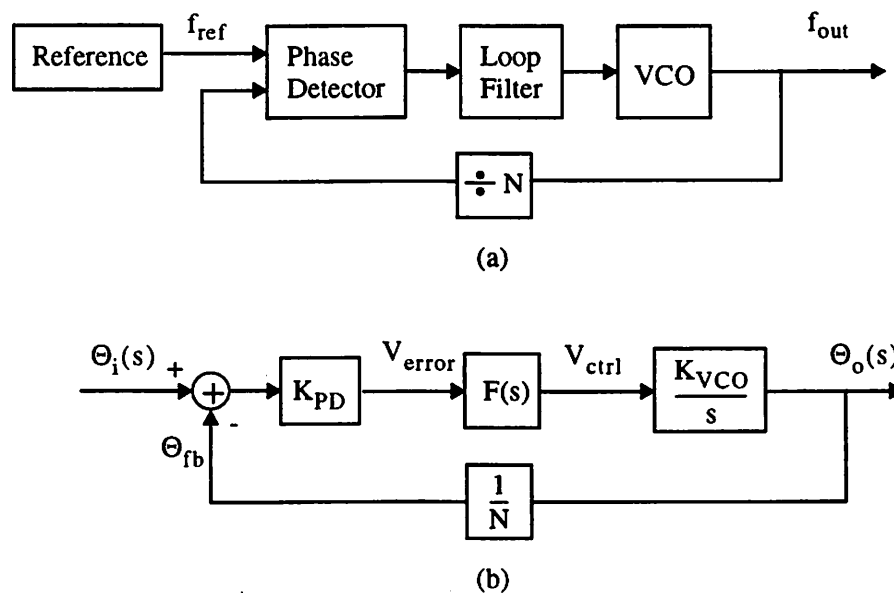 f_ref
f_out
Reference
Phase
Detector
Loop
Filter
VCO
÷ N
(a)
Θ_i(s)
+
+
-
Θ_fb
K_PD
V_error
F(s)
V_ctrl
K_VCO
s
Θ_o(s)
1
N
(b)